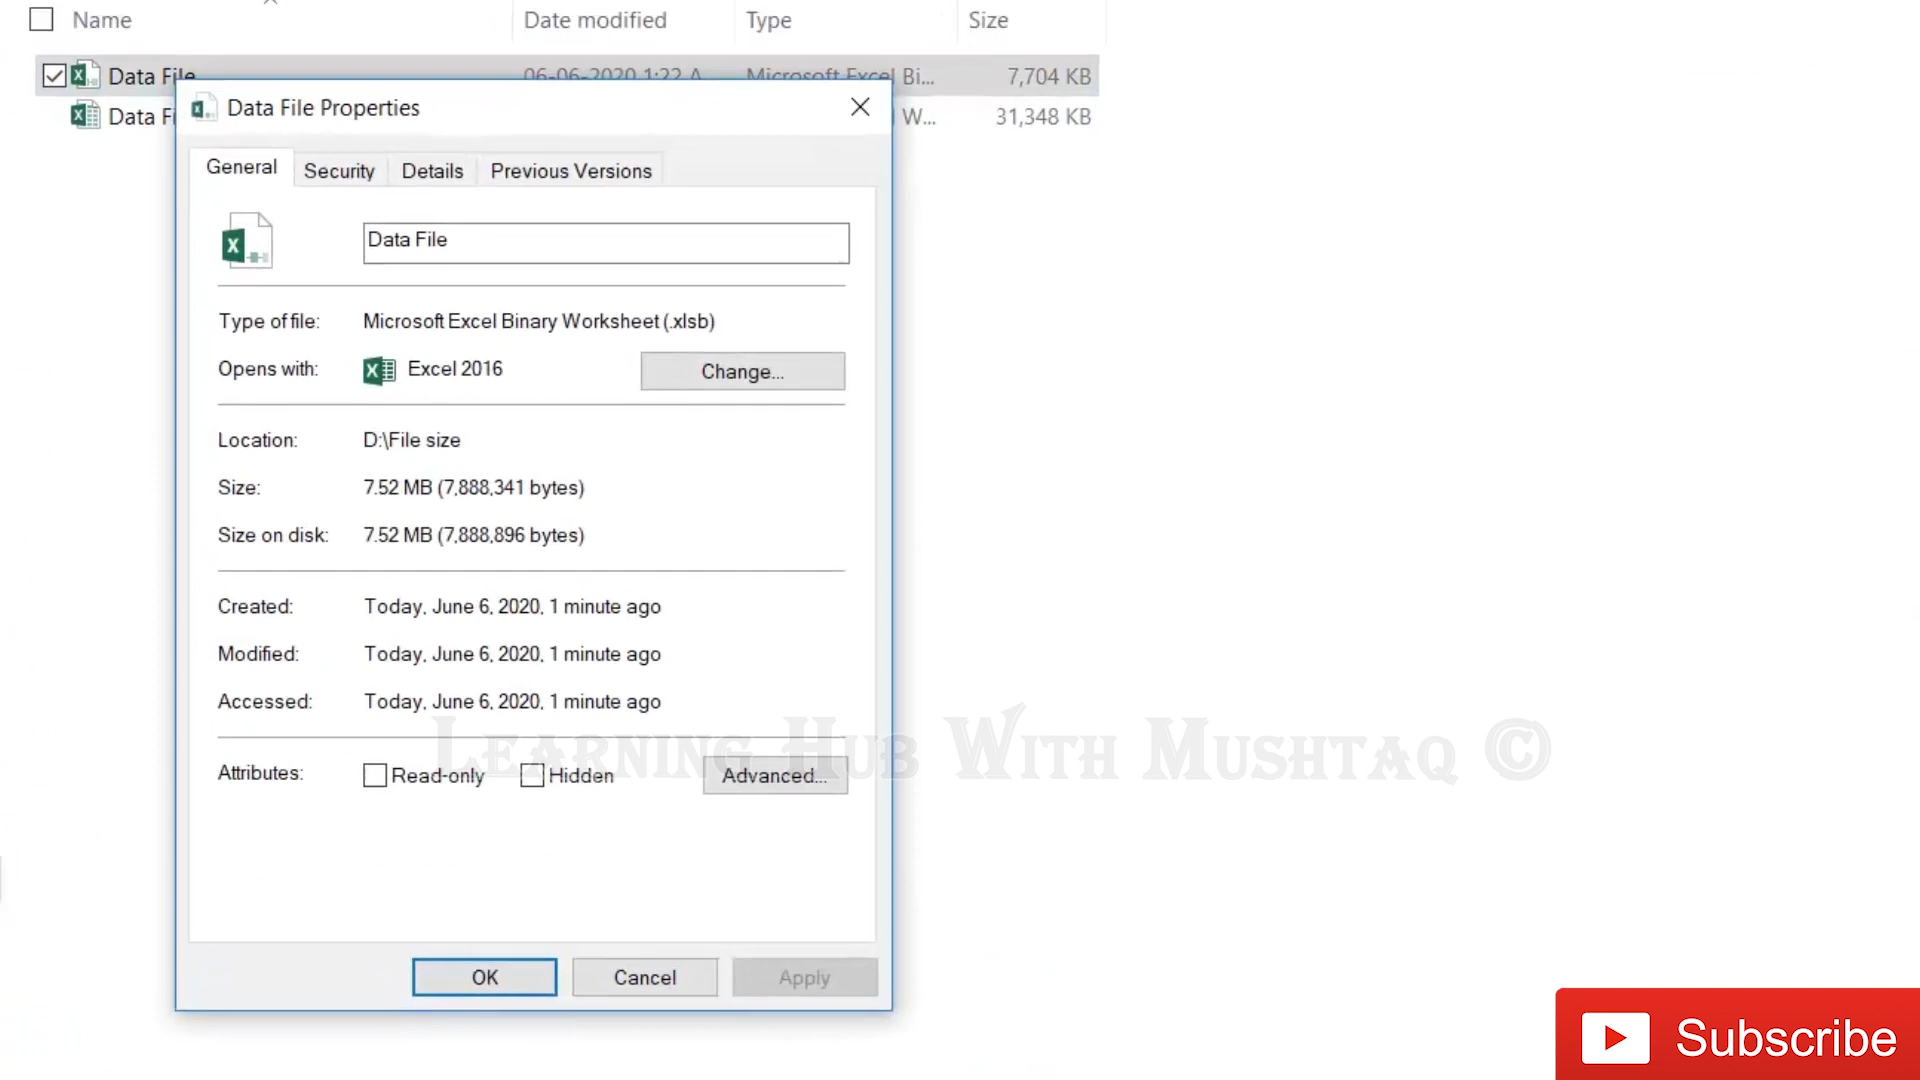 Name Date modified Type Size
Data File 06-06-2020 1:22 A Microsoft Excel Bi... 7,704 KB
Data Fi W... 31,348 KB
Data File Properties
General Security Details Previous Versions
Data File
Type of file: Microsoft Excel Binary Worksheet (.xlsb)
Opens with: Excel 2016 Change...
Location: D:\File size
Size: 7.52 MB (7,888,341 bytes)
Size on disk: 7.52 MB (7,888,896 bytes)
Created: Today, June 6, 2020, 1 minute ago
Modified: Today, June 6, 2020, 1 minute ago
Accessed: Today, June 6, 2020, 1 minute ago
Learning Hub With Mushtaq ©
Attributes: Read-only Hidden Advanced...
OK Cancel Apply
Subscribe